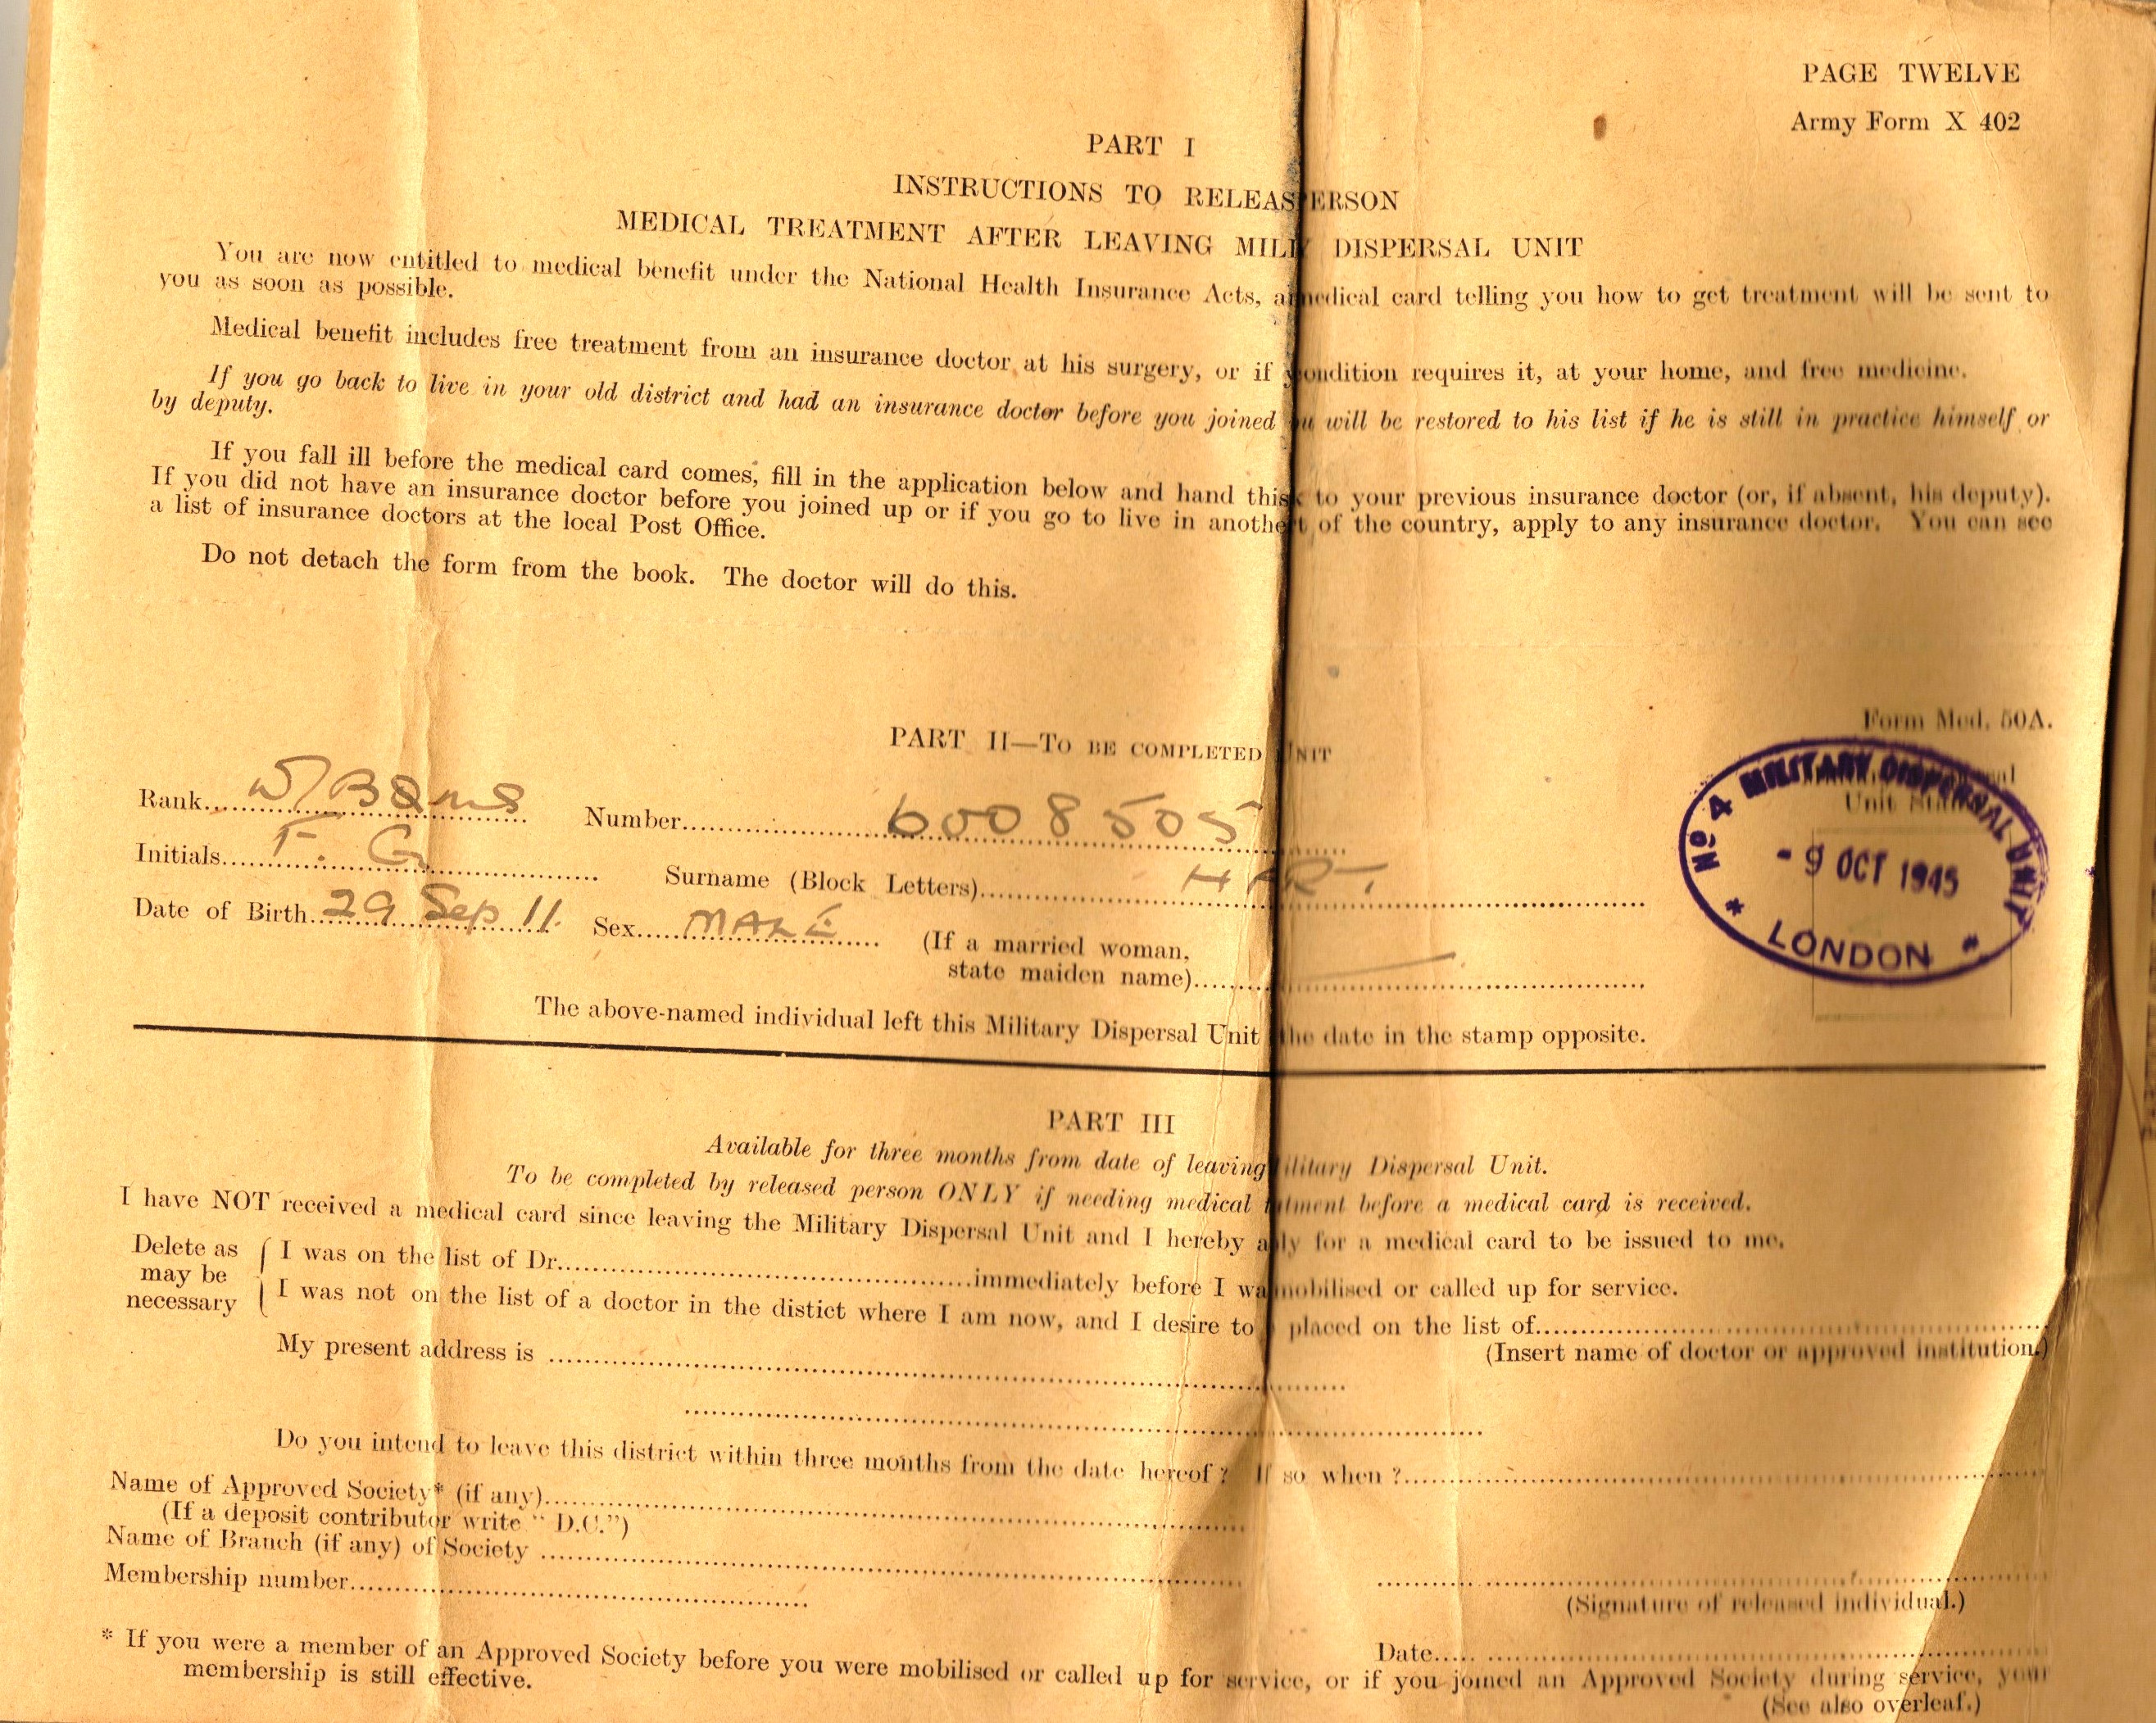 PAGE TWELVE
Army Form X 402
PART I
INSTRUCTIONS TO RELEAS ERSON
MEDICAL TREATMENT AFTER LEAVING MILI DISPERSAL UNIT
You are now entitled to medical benefit under the National Health Insurance Acts, a medical card telling you how to get treatment will be sent to
you as soon as possible.
Medical benefit includes free treatment from an insurance doctor at his surgery, or if condition requires it, at your home, and free medicine.
If you go back to live in your old district and had an insurance doctor before you joined will be restored to his list if he is still in practice himself or
by deputy.
If you fall ill before the medical card comes, fill in the application below and hand this to your previous insurance doctor (or, if absent, his deputy).
If you did not have an insurance doctor before you joined up or if you go to live in anothe of the country, apply to any insurance doctor. You can see
a list of insurance doctors at the local Post Office.
Do not detach the form from the book. The doctor will do this.
Form Med. 50A.
PART II—TO BE COMPLETED UNIT
Rank
Number 6008505
Unit Stamp
Initials F. G.
Surname (Block Letters) HART.
Date of Birth 29 Sep 11.
Sex MALE
(If a married woman,
state maiden name)
No 4 MILITARY DISPERSAL UNIT
- 9 OCT 1945
* LONDON *
The above-named individual left this Military Dispersal Unit the date in the stamp opposite.
PART III
Available for three months from date of leaving Military Dispersal Unit.
To be completed by released person ONLY if needing medical tment before a medical card is received.
I have NOT received a medical card since leaving the Military Dispersal Unit and I hereby a ly for a medical card to be issued to me.
Delete as may be necessary
I was on the list of Dr. immediately before I wa mobilised or called up for service.
I was not on the list of a doctor in the distict where I am now, and I desire to placed on the list of
(Insert name of doctor or approved institution.)
My present address is
Do you intend to leave this district within three months from the date hereof? If so when ?
Name of Approved Society* (if any)
(If a deposit contributor write " D.C.")
Name of Branch (if any) of Society
Membership number
(Signature of released individual.)
Date
* If you were a member of an Approved Society before you were mobilised or called up for service, or if you joined an Approved Society during service, your
membership is still effective.
(See also overleaf.)